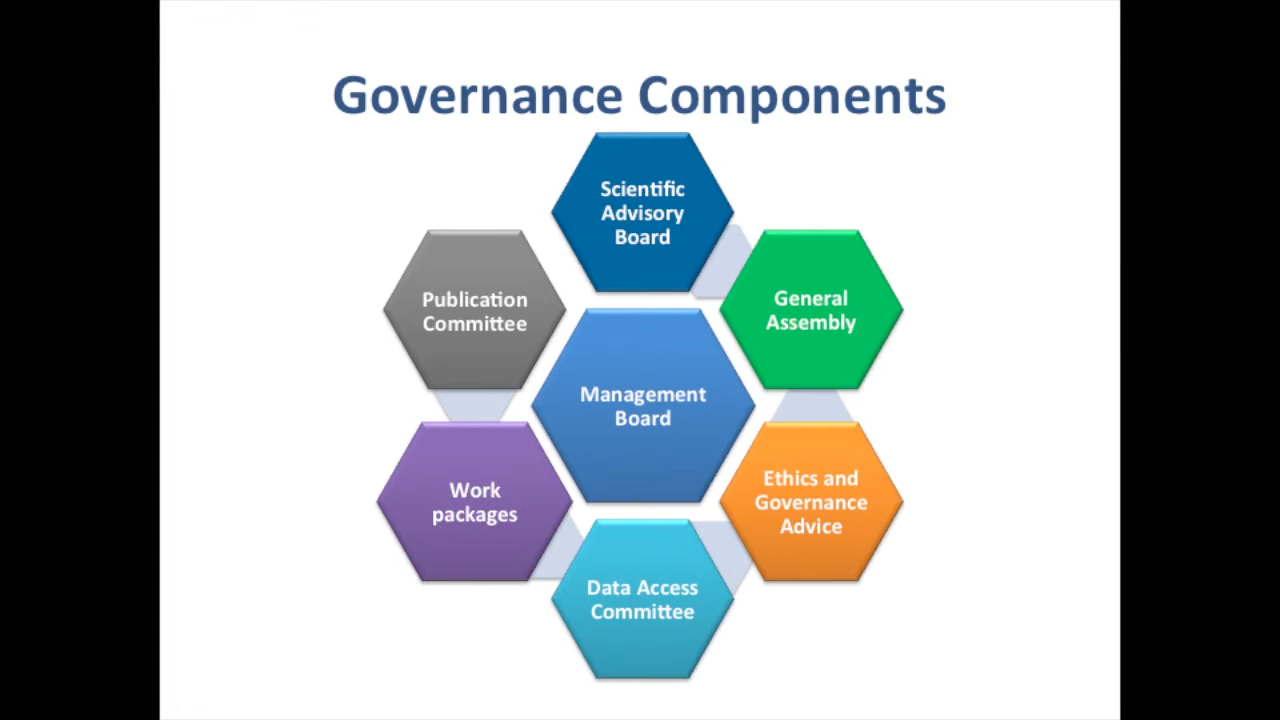 Governance Components
Scientific
Advisory
Board
Publication
Committee
General
Assembly
Management
Board
Work
packages
Ethics and
Governance
Advice
Data Access
Committee